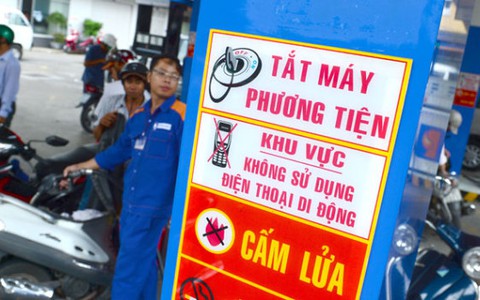 TẮT MÁY
PHƯƠNG TIỆN
KHU VỰC
KHÔNG SỬ DỤNG
ĐIỆN THOẠI DI ĐỘNG
CẤM LỬA